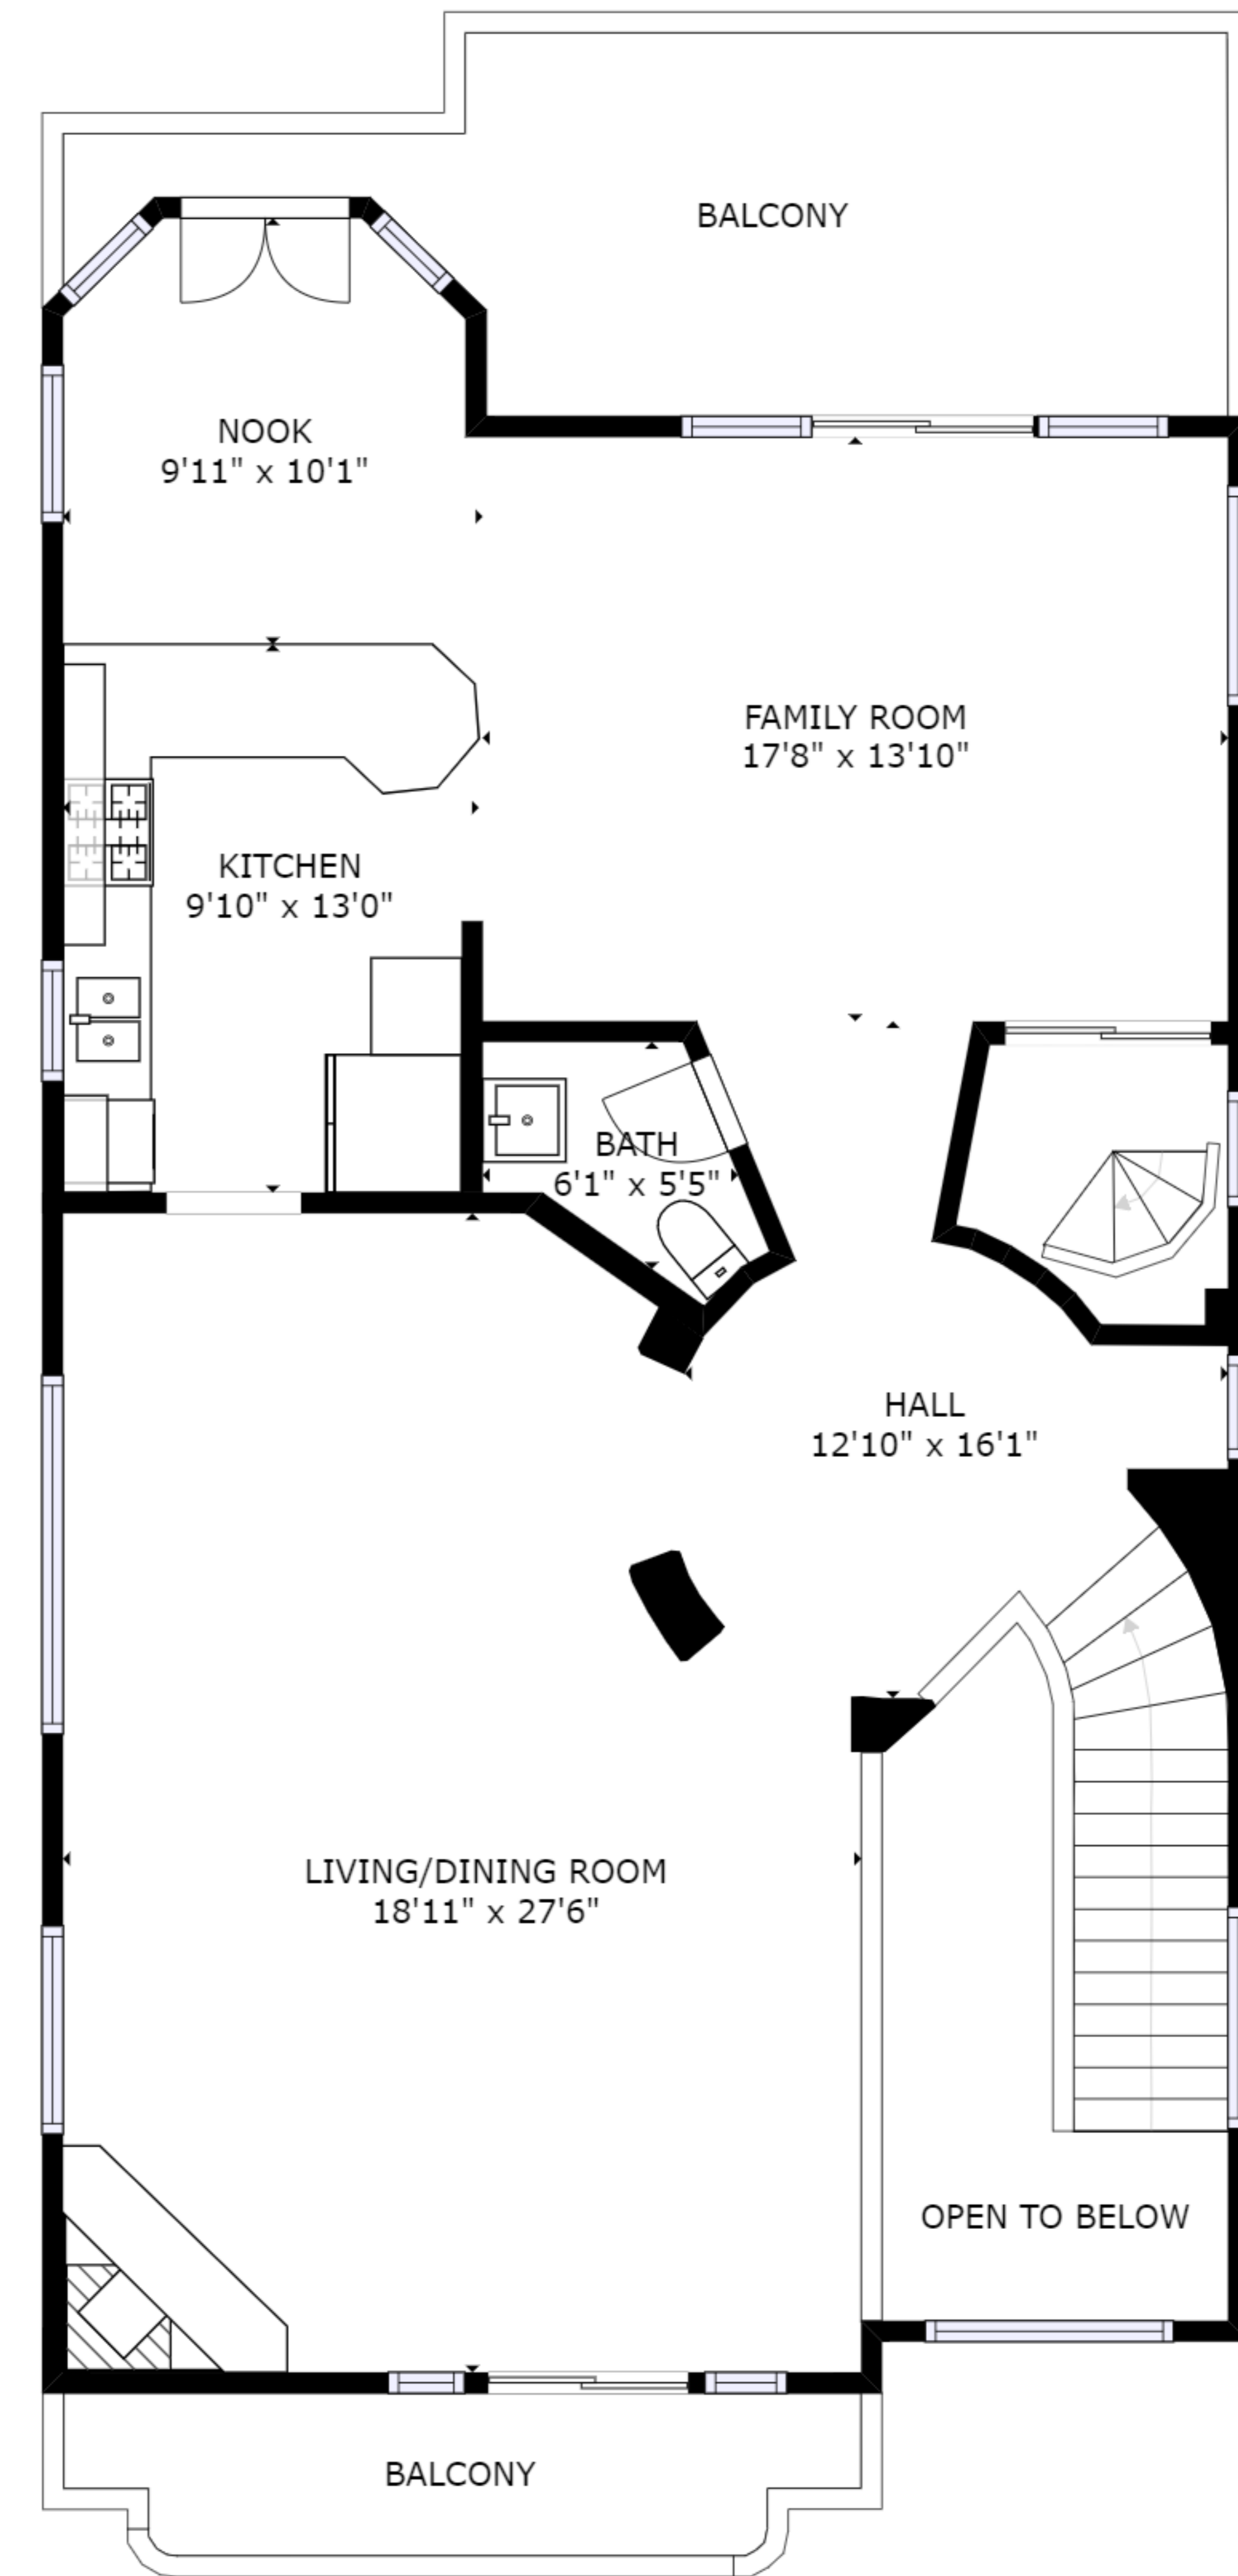 BALCONY
NOOK
9'11" x 10'1"
FAMILY ROOM
17'8" x 13'10"
KITCHEN
9'10" x 13'0"
BATH
6'1" x 5'5"
HALL
12'10" x 16'1"
LIVING/DINING ROOM
18'11" x 27'6"
OPEN TO BELOW
BALCONY